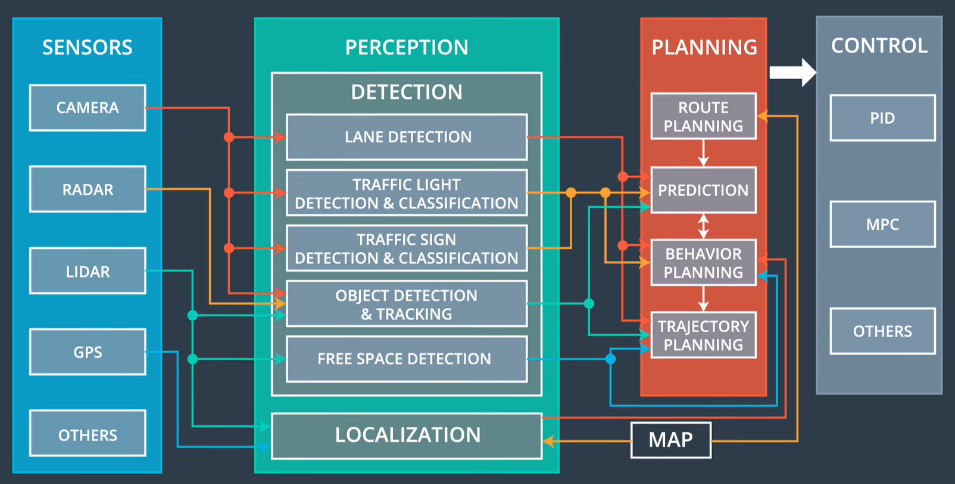 SENSORS
CAMERA
RADAR
LIDAR
GPS
OTHERS
PERCEPTION
DETECTION
LANE DETECTION
TRAFFIC LIGHT
DETECTION & CLASSIFICATION
TRAFFIC SIGN
DETECTION & CLASSIFICATION
OBJECT DETECTION
& TRACKING
FREE SPACE DETECTION
LOCALIZATION
PLANNING
ROUTE
PLANNING
PREDICTION
BEHAVIOR
PLANNING
TRAJECTORY
PLANNING
MAP
CONTROL
PID
MPC
OTHERS